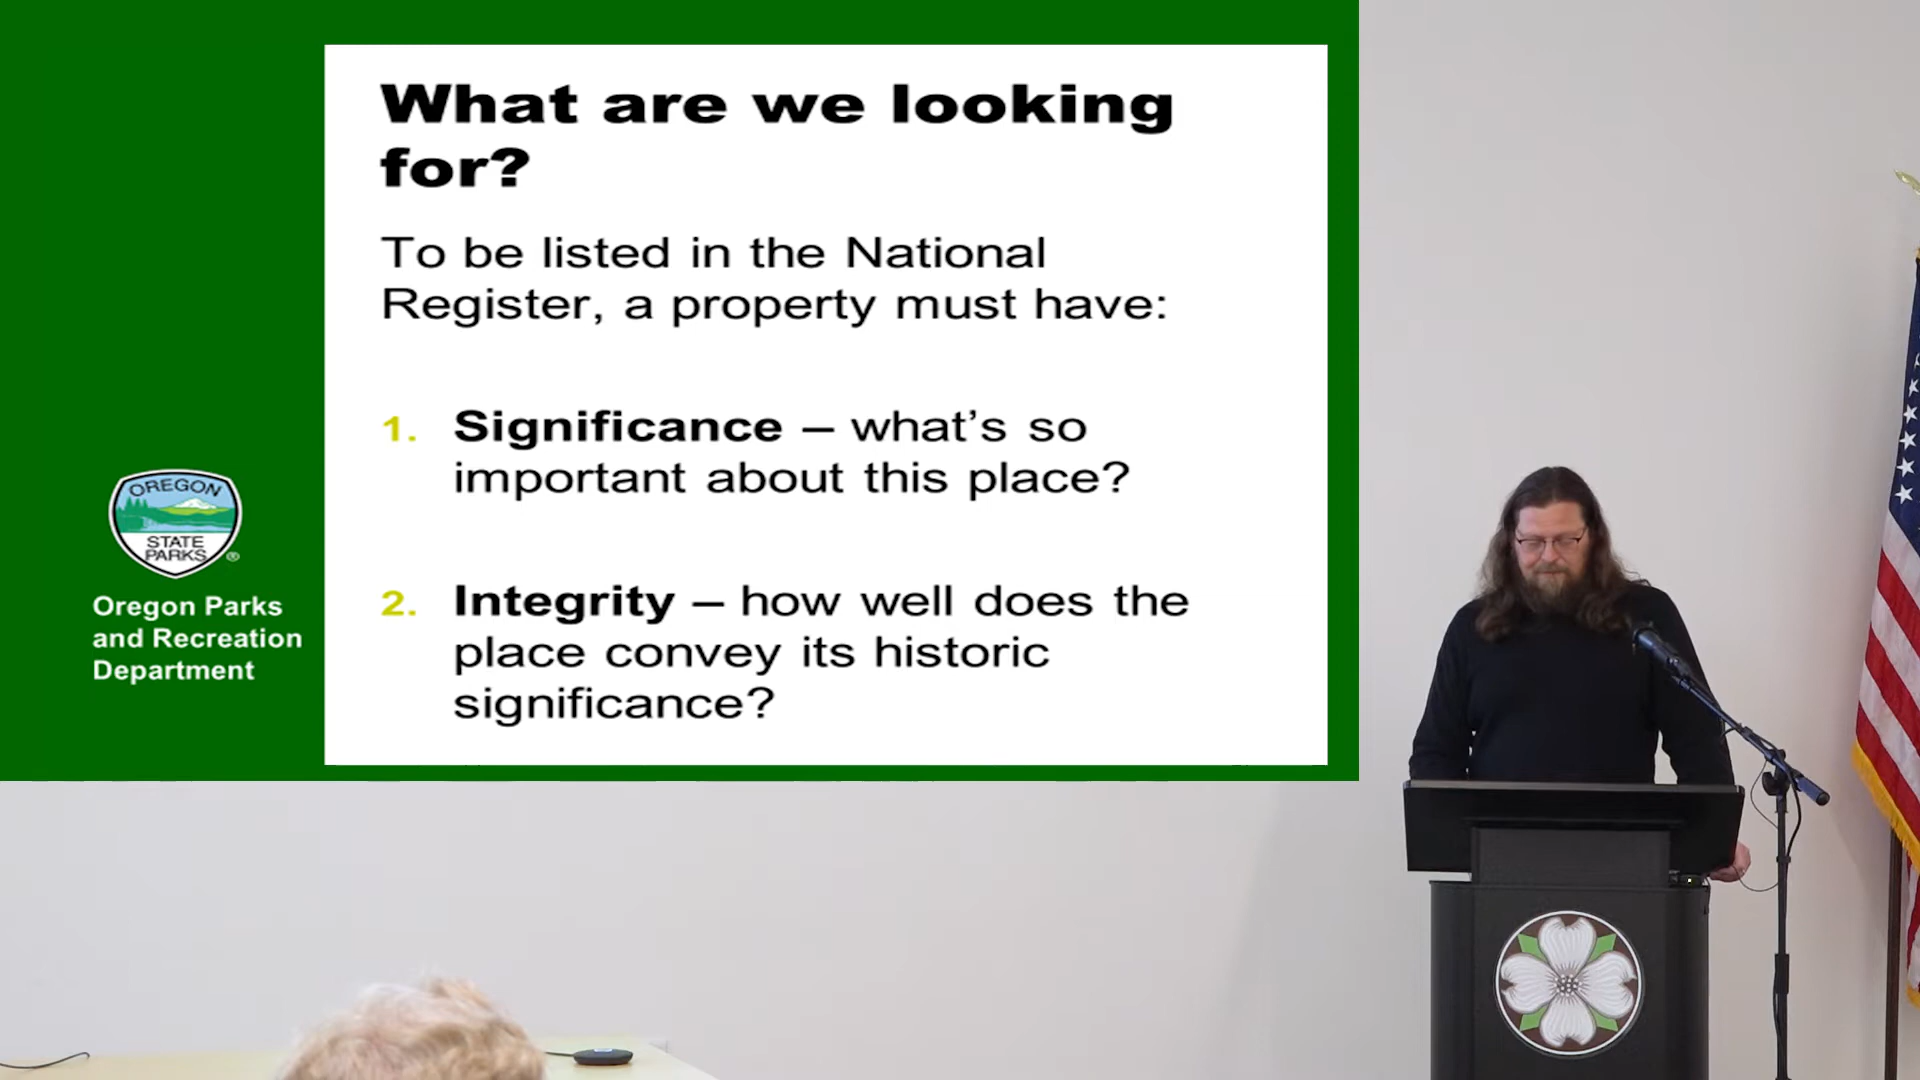 What are we looking
for?
To be listed in the National
Register, a property must have:
1. Significance – what’s so
important about this place?
2. Integrity – how well does the
place convey its historic
significance?
OREGON
STATE
PARKS
®
Oregon Parks
and Recreation
Department